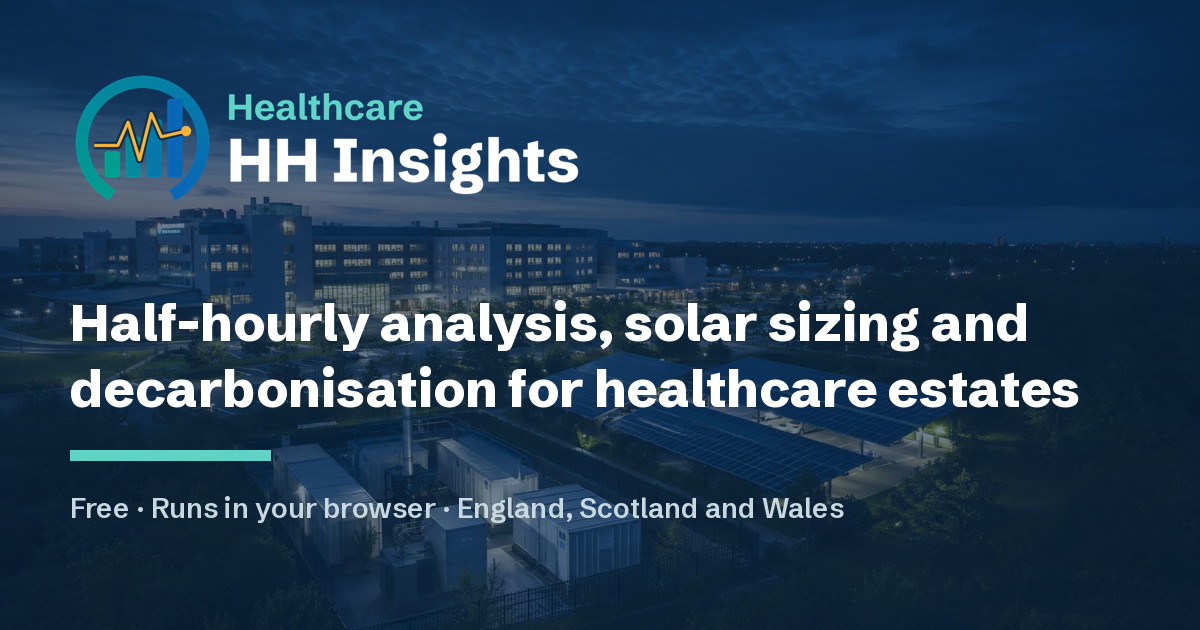 Healthcare
HH Insights
Half-hourly analysis, solar sizing and
decarbonisation for healthcare estates
Free · Runs in your browser · England, Scotland and Wales